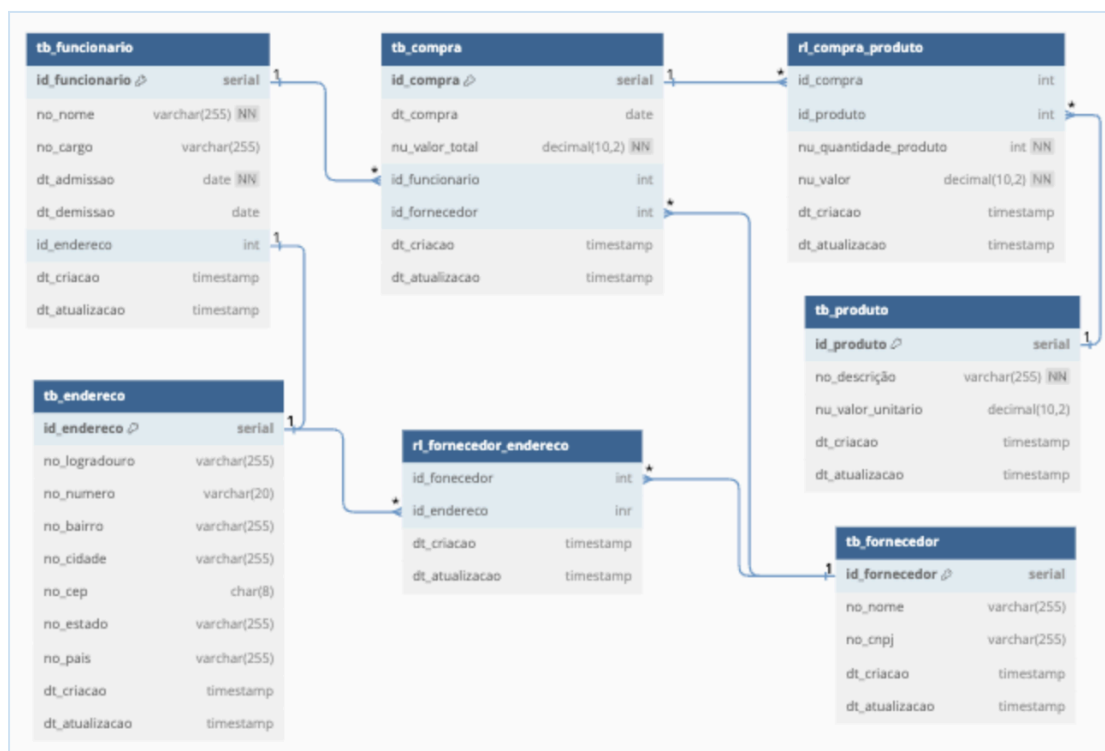 tb_funcionario
id_funcionario serial
no_nome varchar(255) NN
no_cargo varchar(255)
dt_admissao date NN
dt_demissao date
id_endereco int
dt_criacao timestamp
dt_atualizacao timestamp
tb_compra
id_compra serial
dt_compra date
nu_valor_total decimal(10,2) NN
id_funcionario int
id_fornecedor int
dt_criacao timestamp
dt_atualizacao timestamp
rl_compra_produto
id_compra int
id_produto int
nu_quantidade_produto int NN
nu_valor decimal(10,2) NN
dt_criacao timestamp
dt_atualizacao timestamp
tb_produto
id_produto serial
no_descrição varchar(255) NN
nu_valor_unitario decimal(10,2)
dt_criacao timestamp
dt_atualizacao timestamp
tb_endereco
id_endereco serial
no_logradouro varchar(255)
no_numero varchar(20)
no_bairro varchar(255)
no_cidade varchar(255)
no_cep char(8)
no_estado varchar(255)
no_pais varchar(255)
dt_criacao timestamp
dt_atualizacao timestamp
rl_fornecedor_endereco
id_fonecedor int
id_endereco inr
dt_criacao timestamp
dt_atualizacao timestamp
tb_fornecedor
id_fornecedor serial
no_nome varchar(255)
no_cnpj varchar(255)
dt_criacao timestamp
dt_atualizacao timestamp
1
*
1
*
*
1
*
1
1
*
*
1